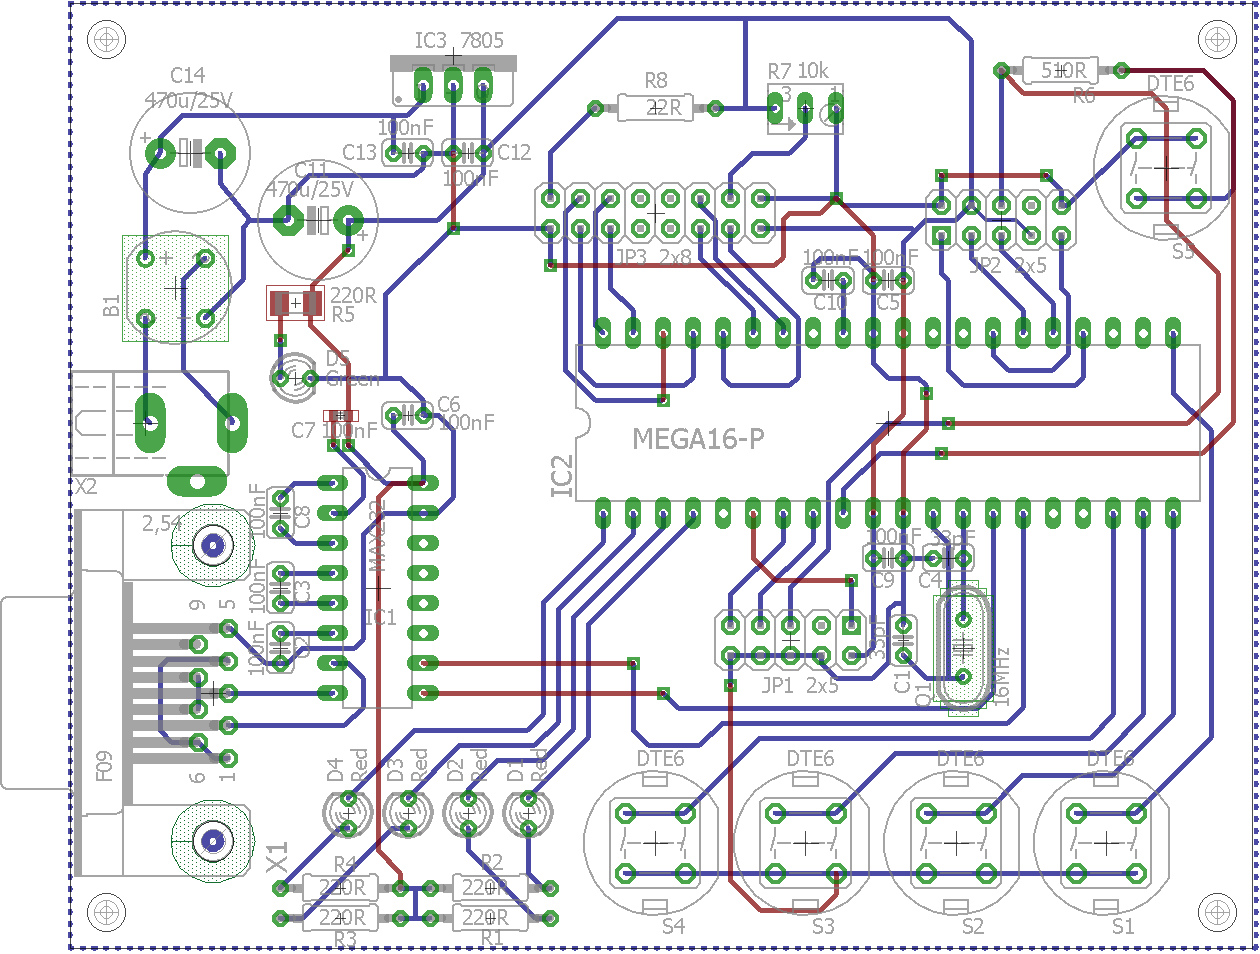 IC3 7805
C14
470u/25V
100nF
C13
C12
100nF
C11
470u/25V
R8
22R
R7 10k
3
1
510R
R6
DTE6
S5
B1
220R
R5
D5
Green
C6
100nF
C7 100nF
X2
JP3 2x8
100nF
100nF
C10
C5
JP2 2x5
MEGA16-P
IC2
2,54
100nF
C8
100nF
C3
100nF
MAX232
IC1
9
5
6
1
F09
X1
100nF
C9
C4
33pF
C1
Q1
16MHz
JP1 2x5
D4
Red
D3
Red
D2
Red
D1
Red
R4
220R
R2
220R
220R
R3
220R
R1
DTE6
DTE6
DTE6
DTE6
S4
S3
S2
S1